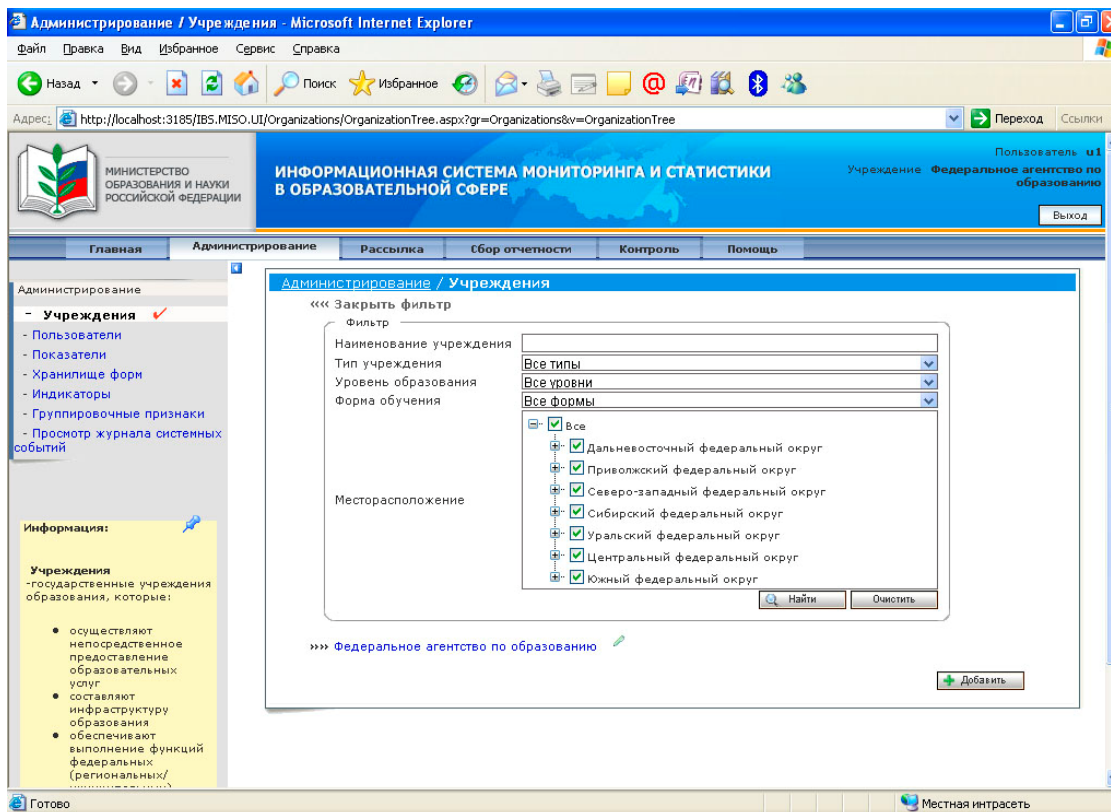 Администрирование / Учреждения - Microsoft Internet Explorer
Файл Правка Вид Избранное Сервис Справка
Назад Поиск Избранное
Адрес: http://localhost:3185/IBS.MISO.UI/Organizations/OrganizationTree.aspx?gr=Organizations&v=OrganizationTree Переход Ссылки
МИНИСТЕРСТВО
ОБРАЗОВАНИЯ И НАУКИ
РОССИЙСКОЙ ФЕДЕРАЦИИ
ИНФОРМАЦИОННАЯ СИСТЕМА МОНИТОРИНГА И СТАТИСТИКИ
В ОБРАЗОВАТЕЛЬНОЙ СФЕРЕ
Пользователь u1
Учреждение Федеральное агентство по
образованию
Выход
Главная Администрирование Рассылка Сбор отчетности Контроль Помощь
Администрирование
- Учреждения
- Пользователи
- Показатели
- Хранилище форм
- Индикаторы
- Группировочные признаки
- Просмотр журнала системных
событий
Информация:
Учреждения
-государственные учреждения
образования, которые:
● осуществляют
непосредственное
предоставление
образовательных
услуг
● составляют
инфраструктуру
образования
● обеспечивают
выполнение функций
федеральных
(региональных/
Администрирование / Учреждения
«« Закрыть фильтр
Фильтр
Наименование учреждения
Тип учреждения Все типы
Уровень образования Все уровни
Форма обучения Все формы
Месторасположение
Все
Дальневосточный федеральный округ
Приволжский федеральный округ
Северо-западный федеральный округ
Сибирский федеральный округ
Уральский федеральный округ
Центральный федеральный округ
Южный федеральный округ
Найти Очистить
»» Федеральное агентство по образованию
Добавить
Готово Местная интрасеть